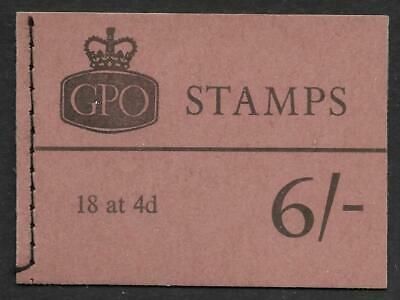 GPO STAMPS
18 at 4d 6/-